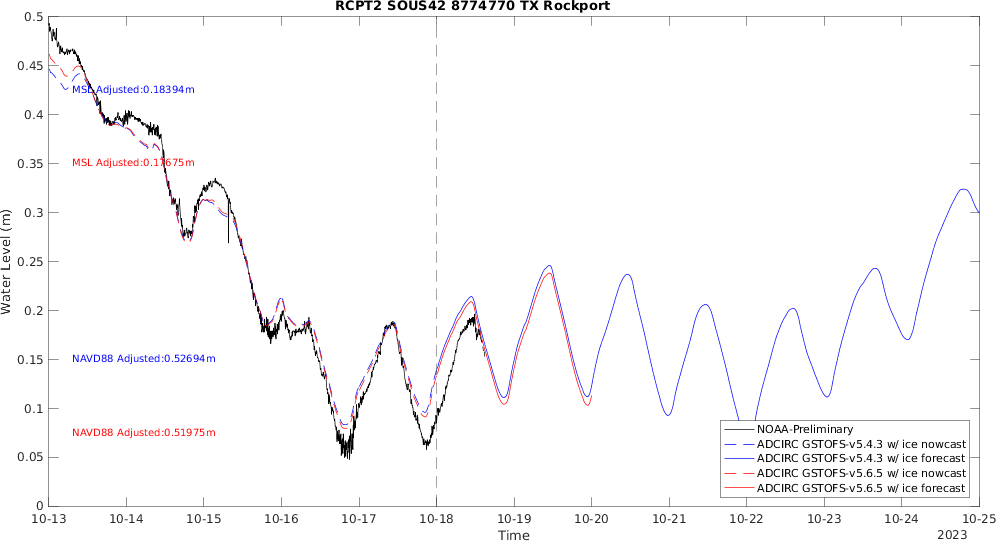 RCPT2 SOUS42 8774770 TX Rockport
0.5
0.45
MSL Adjusted:0.18394m
0.4
0.35
MSL Adjusted:0.17675m
0.3
0.25
0.2
0.15
NAVD88 Adjusted:0.52694m
0.1
NAVD88 Adjusted:0.51975m
0.05
0
Water Level (m)
NOAA-Preliminary
ADCIRC GSTOFS-v5.4.3 w/ ice nowcast
ADCIRC GSTOFS-v5.4.3 w/ ice forecast
ADCIRC GSTOFS-v5.6.5 w/ ice nowcast
ADCIRC GSTOFS-v5.6.5 w/ ice forecast
10-13 10-14 10-15 10-16 10-17 10-18 10-19 10-20 10-21 10-22 10-23 10-24 10-25
Time
2023